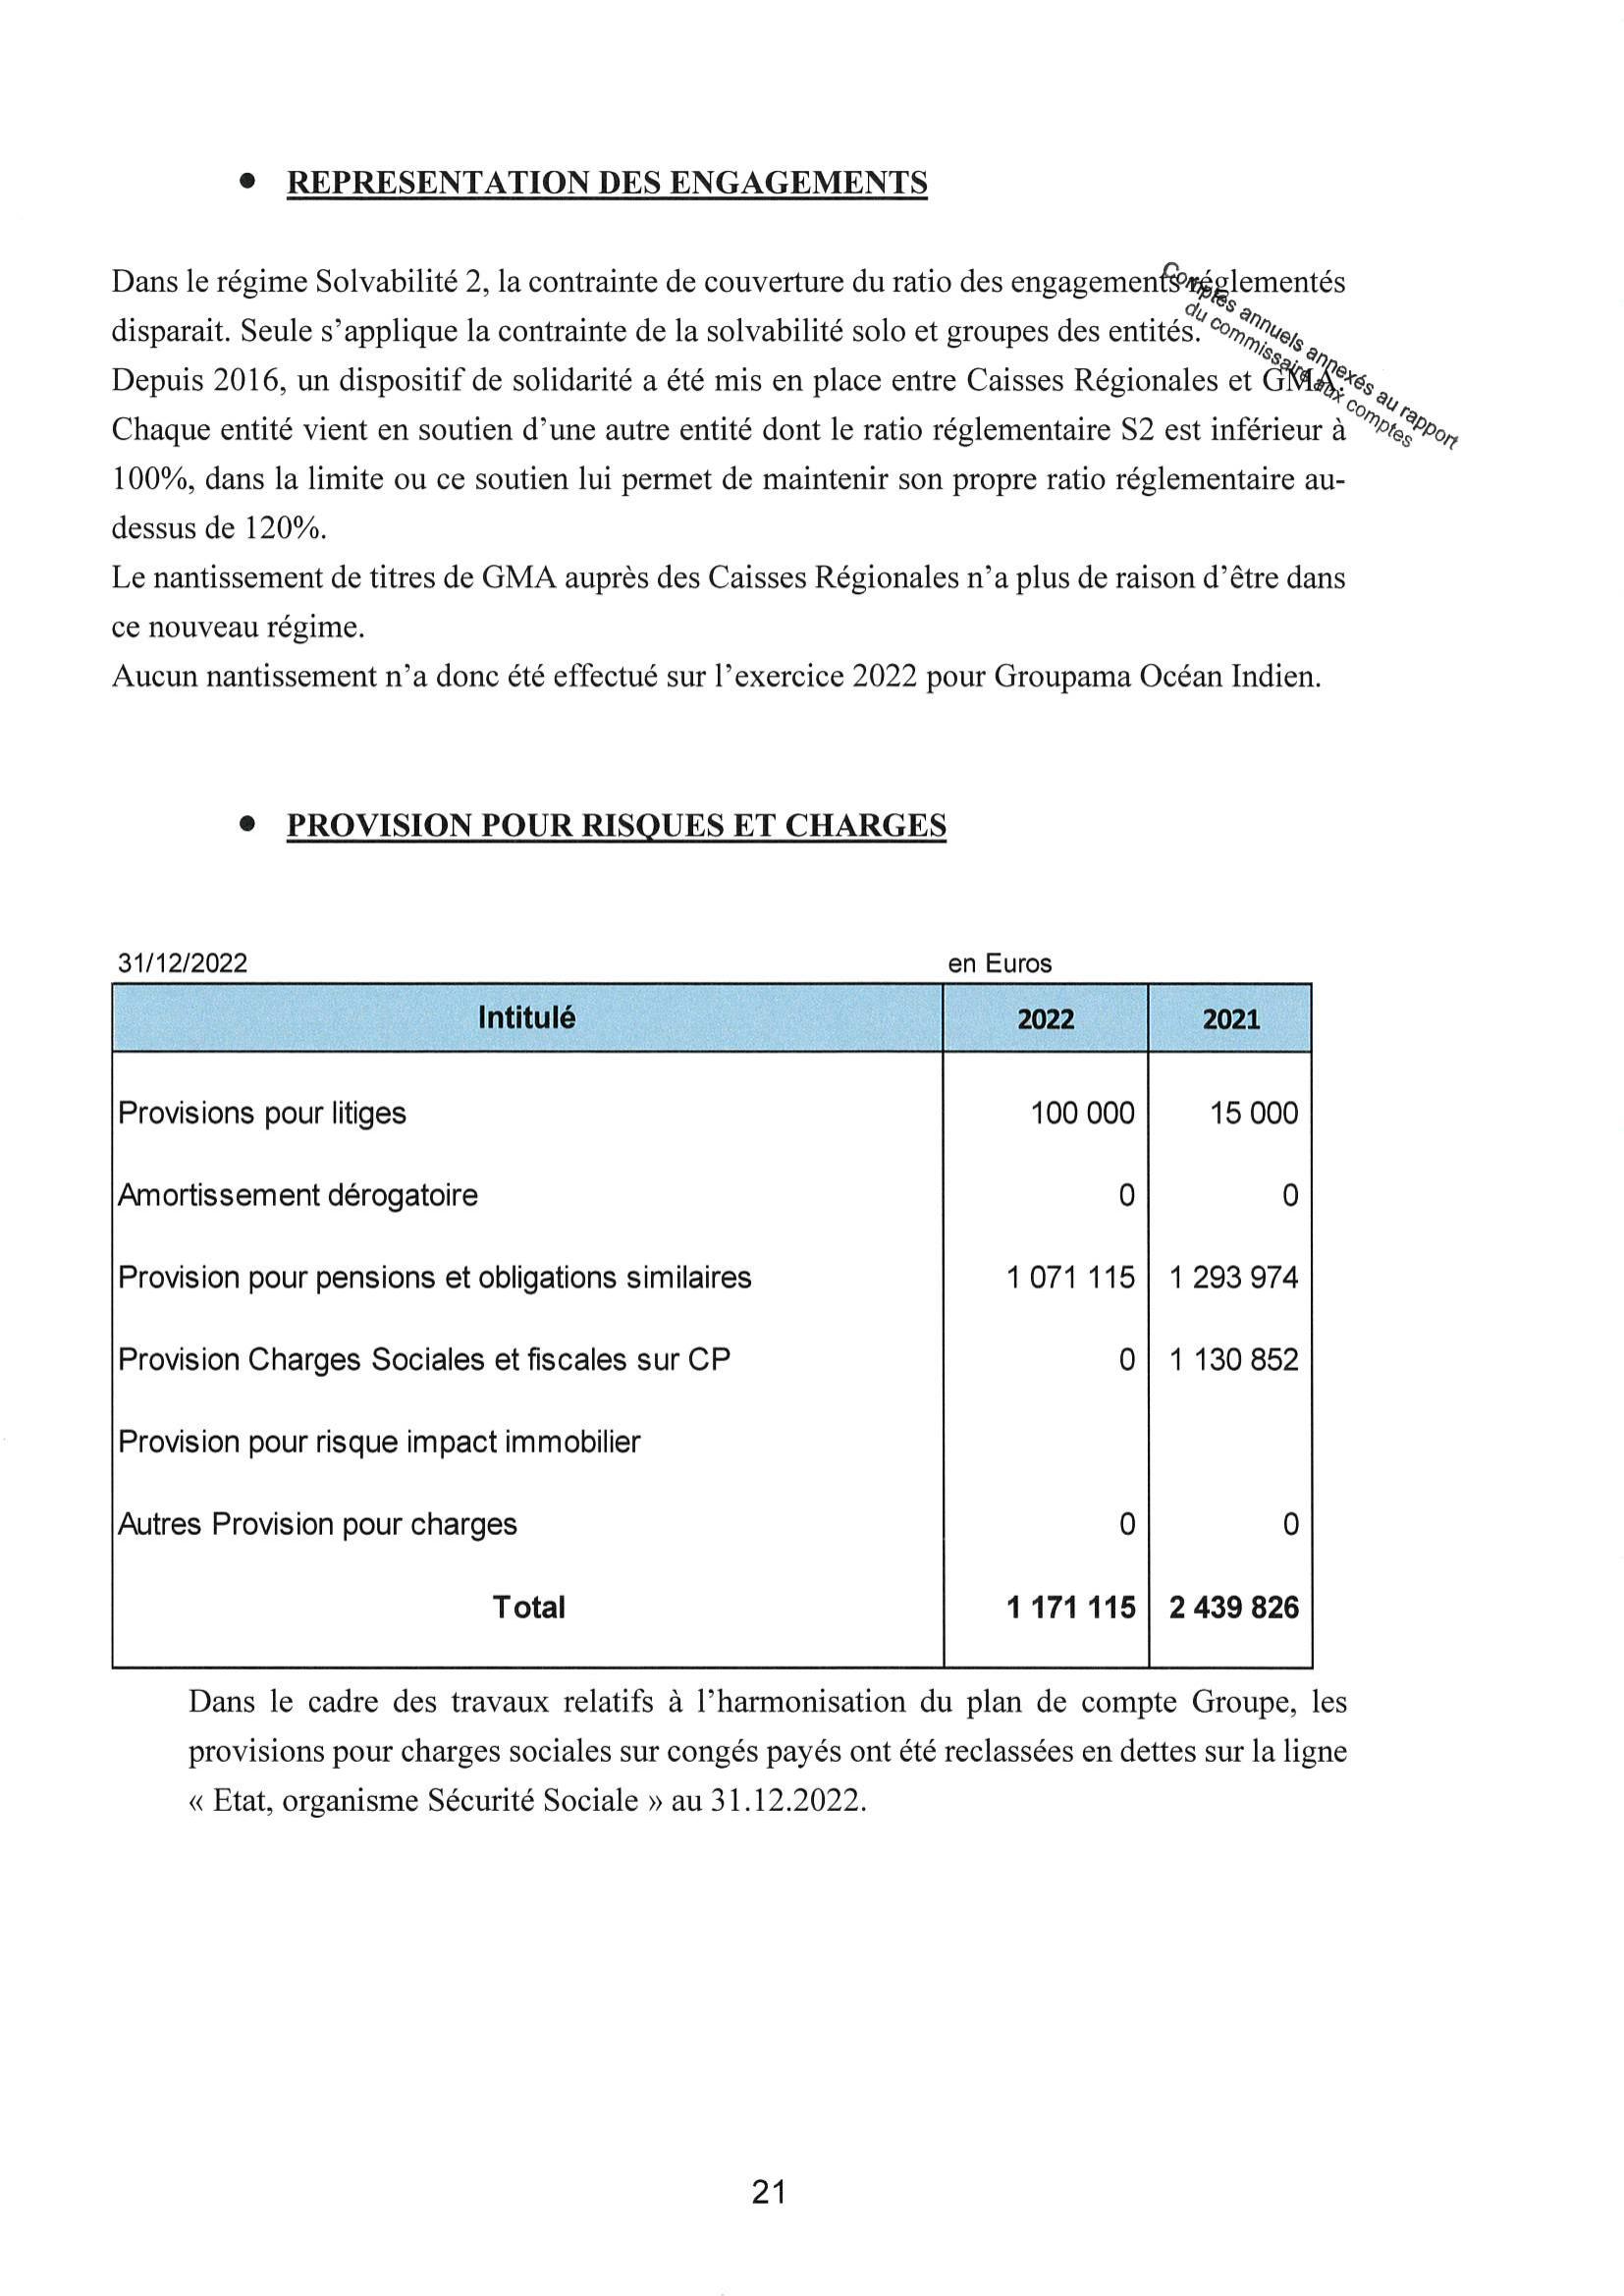 • REPRESENTATION DES ENGAGEMENTS
Dans le régime Solvabilité 2, la contrainte de couverture du ratio des engagements réglementés
disparait. Seule s’applique la contrainte de la solvabilité solo et groupes des entités.
Depuis 2016, un dispositif de solidarité a été mis en place entre Caisses Régionales et GMA.
Chaque entité vient en soutien d’une autre entité dont le ratio réglementaire S2 est inférieur à
100%, dans la limite ou ce soutien lui permet de maintenir son propre ratio réglementaire au-
dessus de 120%.
Le nantissement de titres de GMA auprès des Caisses Régionales n’a plus de raison d’être dans
ce nouveau régime.
Aucun nantissement n’a donc été effectué sur l’exercice 2022 pour Groupama Océan Indien.
Comptes annuels annexés au rapport
du commissaire aux comptes
• PROVISION POUR RISQUES ET CHARGES
31/12/2022 en Euros
Intitulé 2022 2021
Provisions pour litiges 100 000 15 000
Amortissement dérogatoire 0 0
Provision pour pensions et obligations similaires 1 071 115 1 293 974
Provision Charges Sociales et fiscales sur CP 0 1 130 852
Provision pour risque impact immobilier
Autres Provision pour charges 0 0
Total 1 171 115 2 439 826
Dans le cadre des travaux relatifs à l’harmonisation du plan de compte Groupe, les
provisions pour charges sociales sur congés payés ont été reclassées en dettes sur la ligne
« Etat, organisme Sécurité Sociale » au 31.12.2022.
21